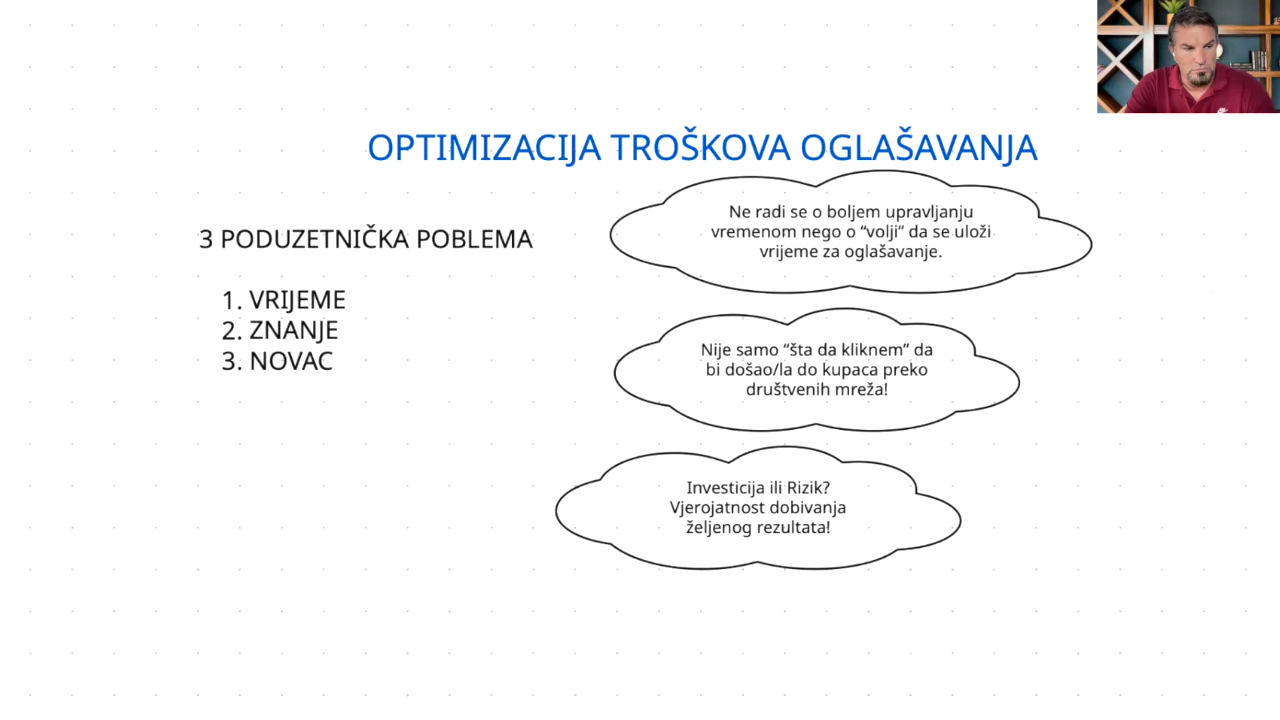 OPTIMIZACIJA TROŠKOVA OGLAŠAVANJA
3 PODUZETNIČKA POBLEMA
1. VRIJEME
2. ZNANJE
3. NOVAC
Ne radi se o boljem upravljanju
vremenom nego o “volji” da se uloži
vrijeme za oglašavanje.
Nije samo “šta da kliknem” da
bi došao/la do kupaca preko
društvenih mreža!
Investicija ili Rizik?
Vjerojatnost dobivanja
željenog rezultata!